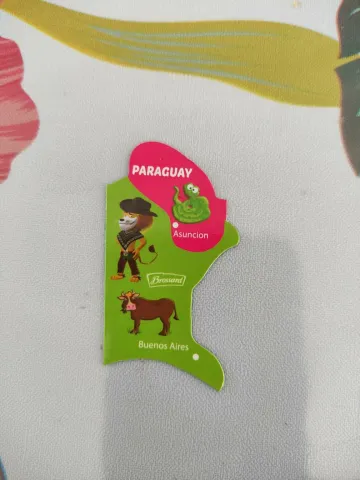 PARAGUAY
Asuncion
Brossard
Buenos Aires